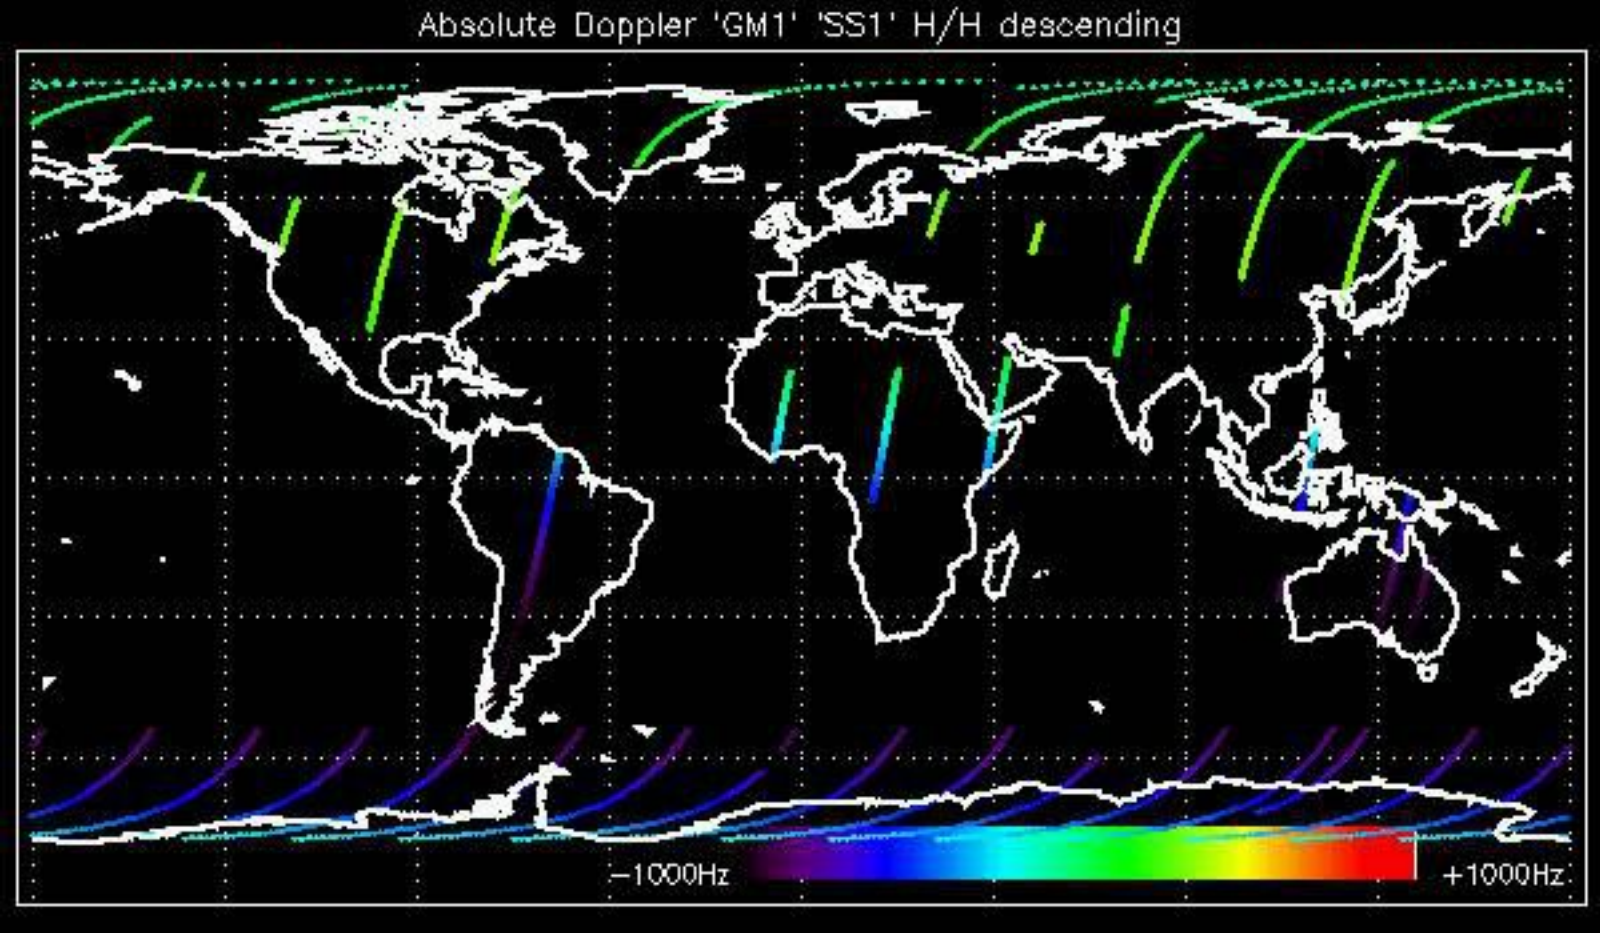 Absolute Doppler 'GM1' 'SS1' H/H descending
−1000Hz
+1000Hz